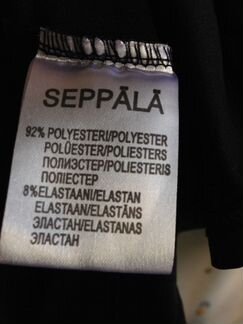 SEPPÄLÄ
92% POLYESTERI/POLYESTER
POLÜESTER/POLIESTERS
ПОЛИЭСТЕР/POLIESTERIS
ПОЛІЕСТЕР
8%ELASTAANI/ELASTAN
ELASTAAN/ELASTĀNS
ЭЛАСТАН/ELASTANAS
ЭЛАСТАН